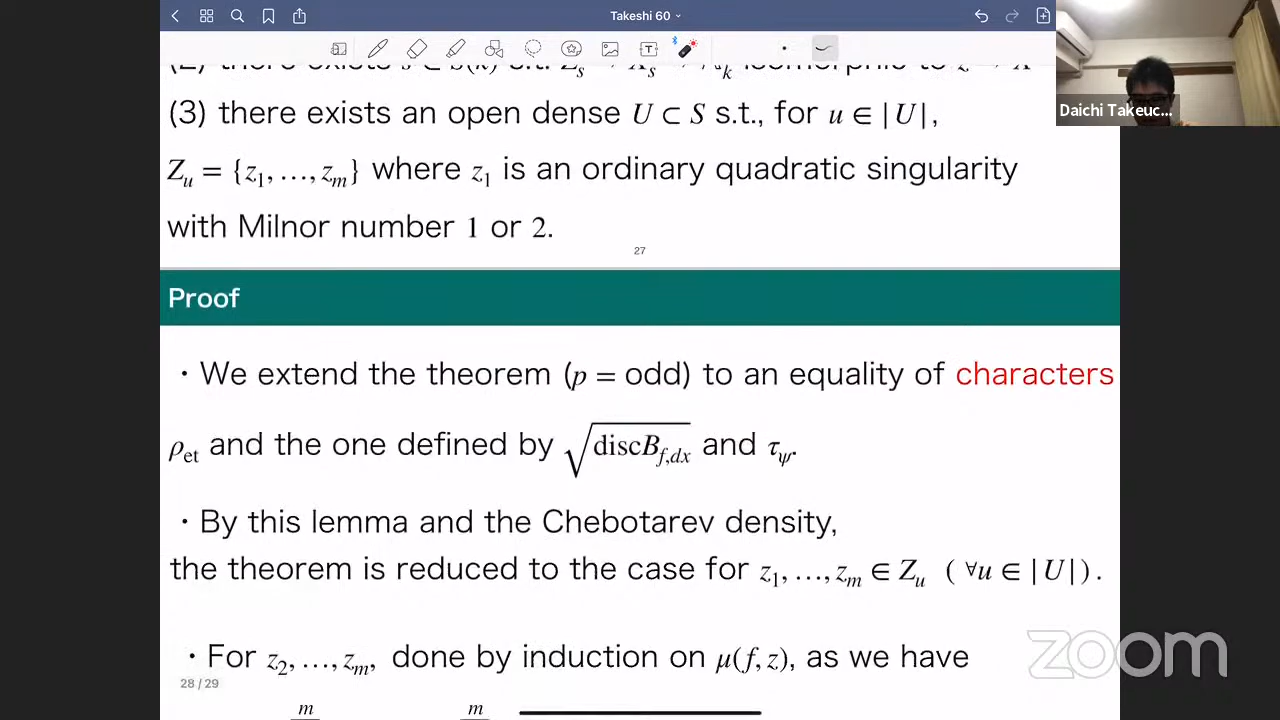 Takeshi 60
(3) there exists an open dense U ⊂ S s.t., for u ∈ |U|,
Z_u = {z_1, …, z_m} where z_1 is an ordinary quadratic singularity
with Milnor number 1 or 2.
27
Proof
・We extend the theorem (p = odd) to an equality of characters
ρ_et and the one defined by √discB_{f,dx} and τ_ψ.
・By this lemma and the Chebotarev density,
the theorem is reduced to the case for z_1, …, z_m ∈ Z_u ( ∀u ∈ |U| ).
・For z_2, …, z_m, done by induction on μ(f, z), as we have
28 / 29
m m
Daichi Takeuc...
zoom